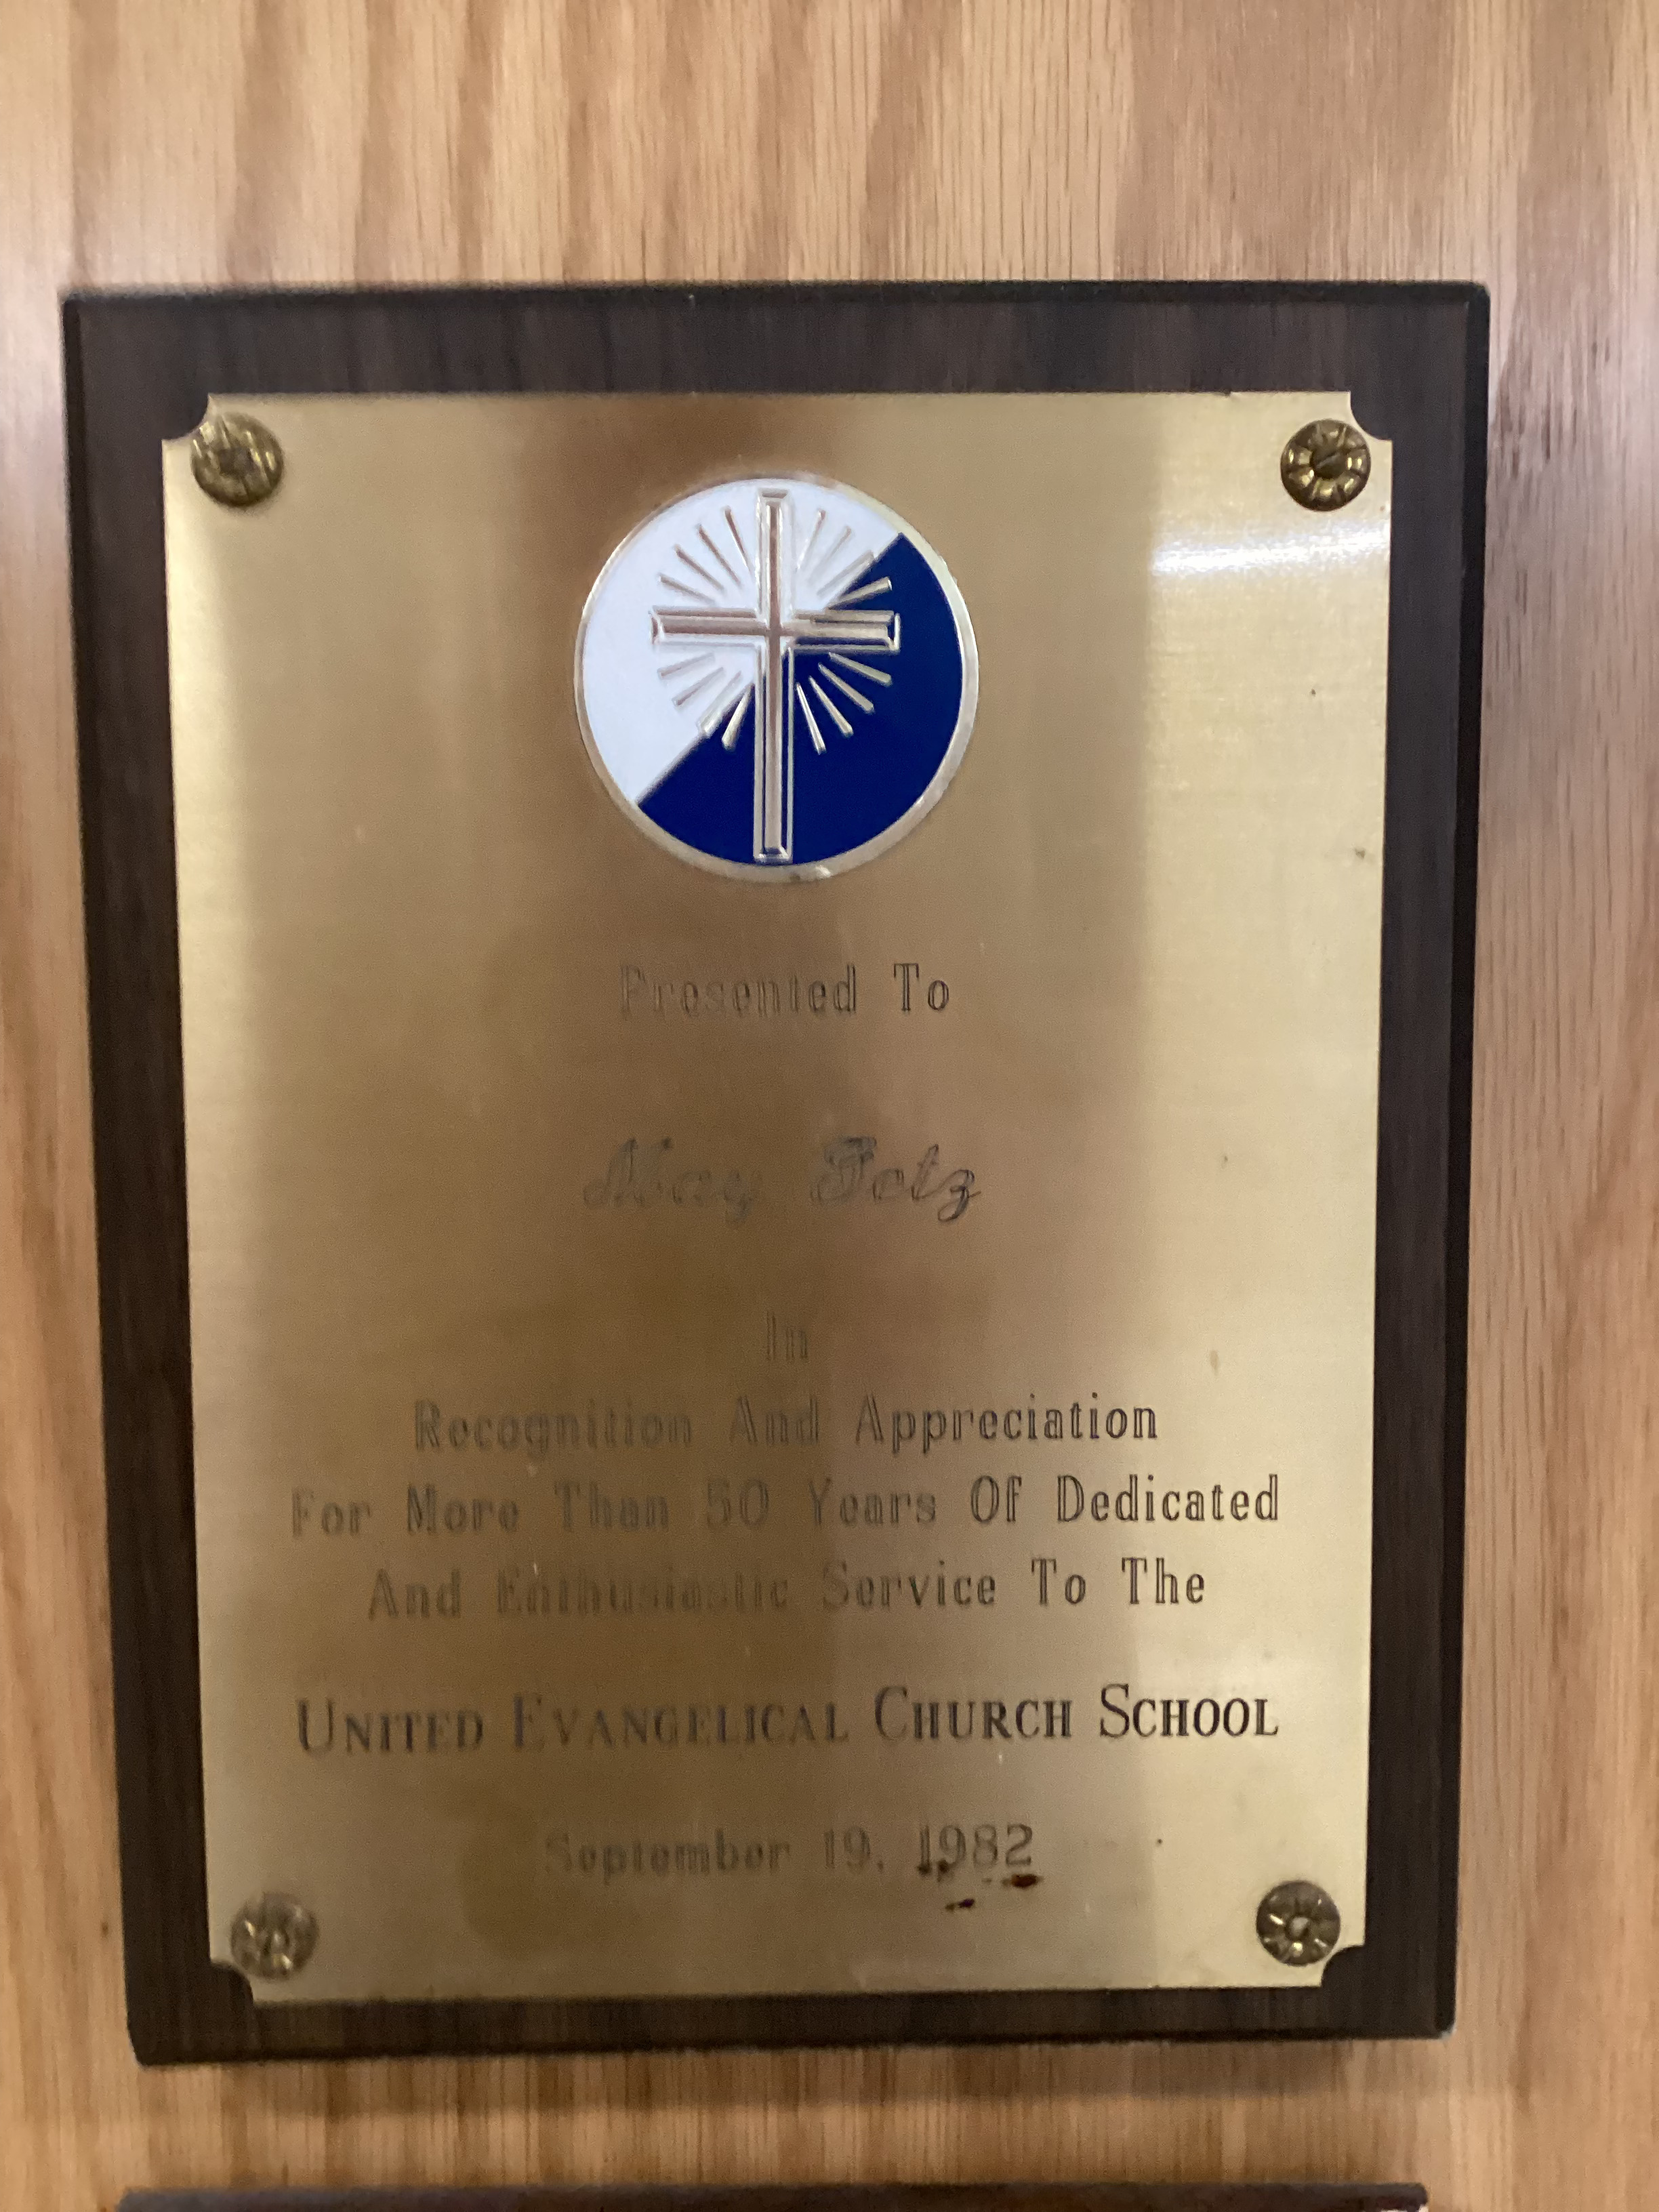 Presented To
May Getz
In
Recognition And Appreciation
For More Than 50 Years Of Dedicated
And Enthusiastic Service To The
UNITED EVANGELICAL CHURCH SCHOOL
September 19, 1982